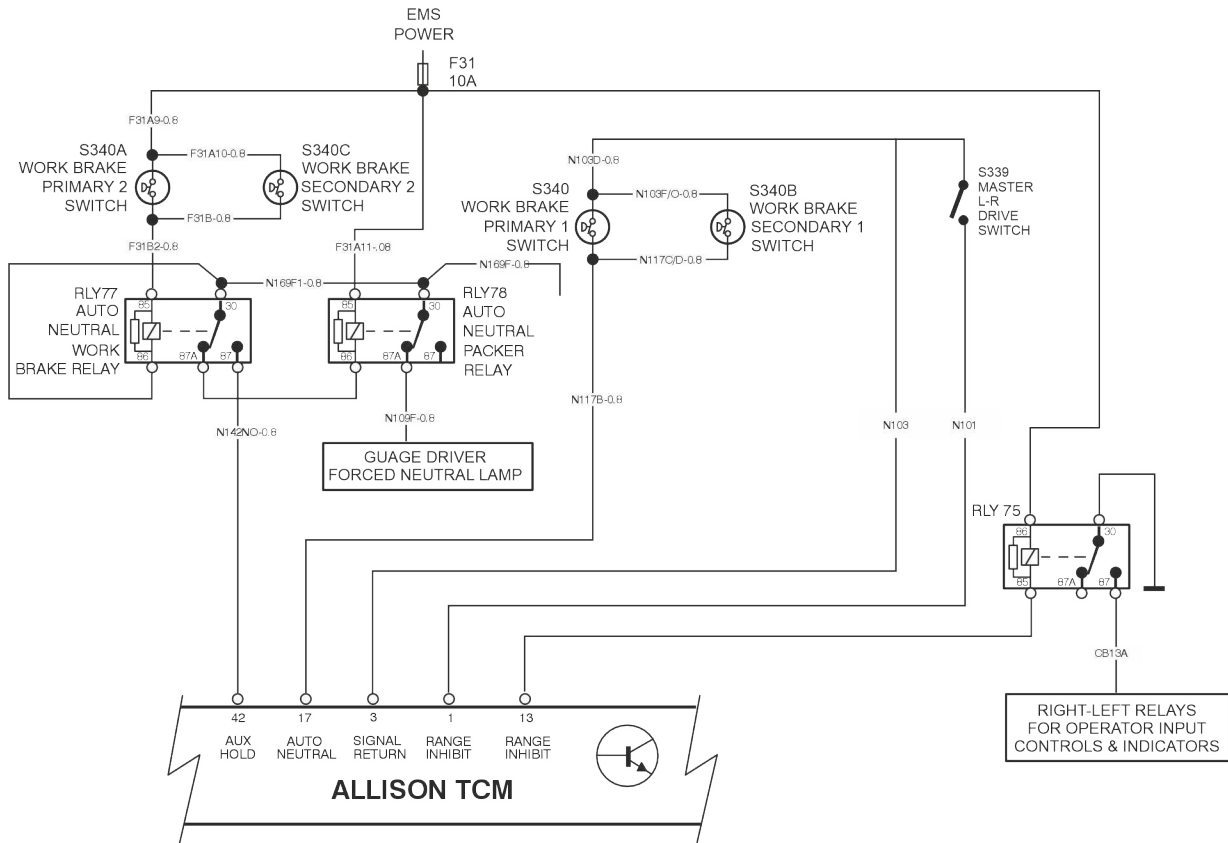 EMS
POWER
F31
10A
F31A9-0.8
S340A
WORK BRAKE
PRIMARY 2
SWITCH
F31A10-0.8
F31B-0.8
S340C
WORK BRAKE
SECONDARY 2
SWITCH
F31B2-0.8
F31A11-.08
N103D-0.8
S340
WORK BRAKE
PRIMARY 1
SWITCH
N103F/O-0.8
N117C/D-0.8
S340B
WORK BRAKE
SECONDARY 1
SWITCH
S339
MASTER
L-R
DRIVE
SWITCH
N169F1-0.8
N169F-0.8
RLY77
AUTO
NEUTRAL
WORK
BRAKE RELAY
85
30
86
87A
87
RLY78
AUTO
NEUTRAL
PACKER
RELAY
85
30
86
87A
87
N142NO-0.8
N109F-0.8
N117B-0.8
N103
N101
GUAGE DRIVER
FORCED NEUTRAL LAMP
RLY 75
86
30
85
87A
87
CB13A
RIGHT-LEFT RELAYS
FOR OPERATOR INPUT
CONTROLS & INDICATORS
42
AUX
HOLD
17
AUTO
NEUTRAL
3
SIGNAL
RETURN
1
RANGE
INHIBIT
13
RANGE
INHIBIT
ALLISON TCM